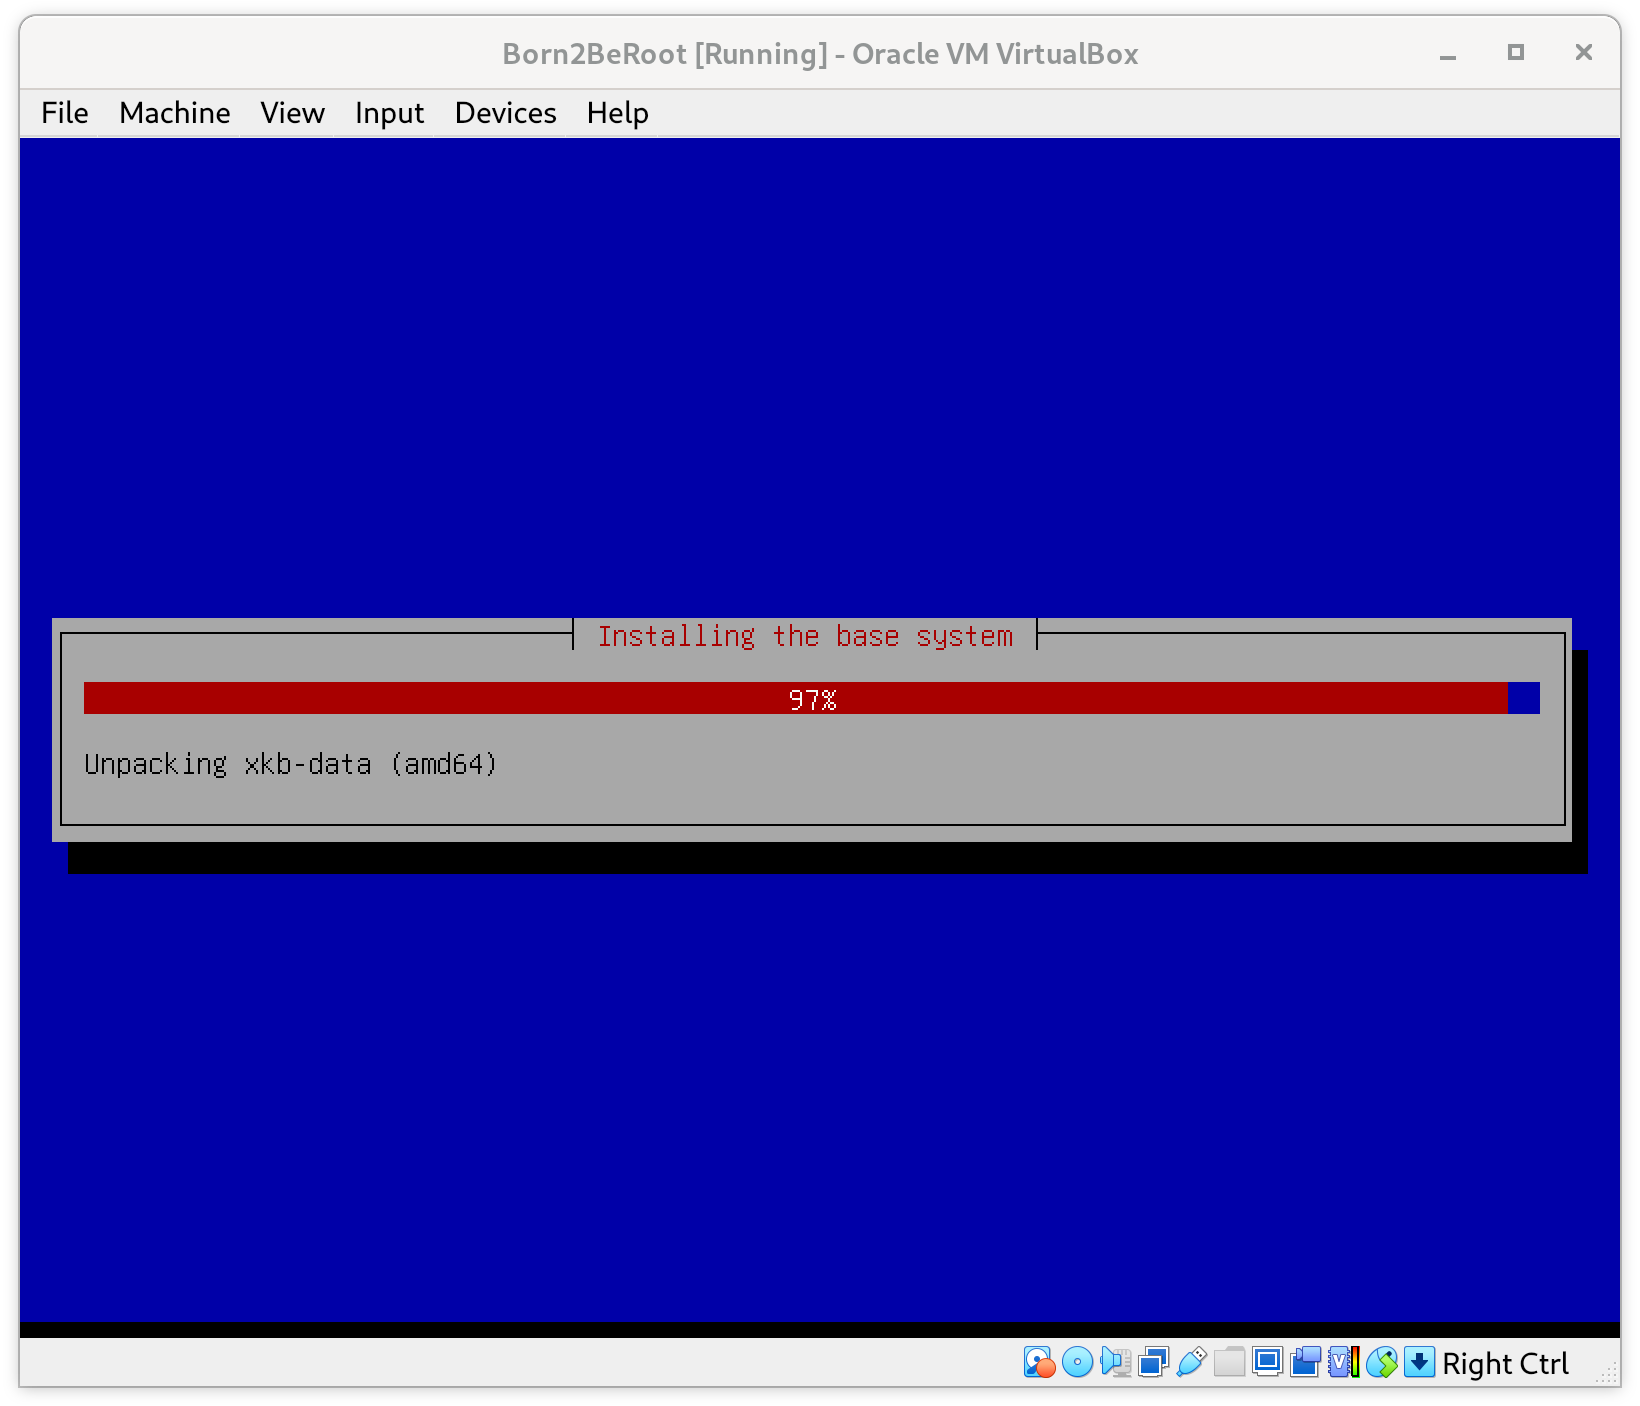 Born2BeRoot [Running] - Oracle VM VirtualBox
File Machine View Input Devices Help
Installing the base system
97%
Unpacking xkb-data (amd64)
Right Ctrl